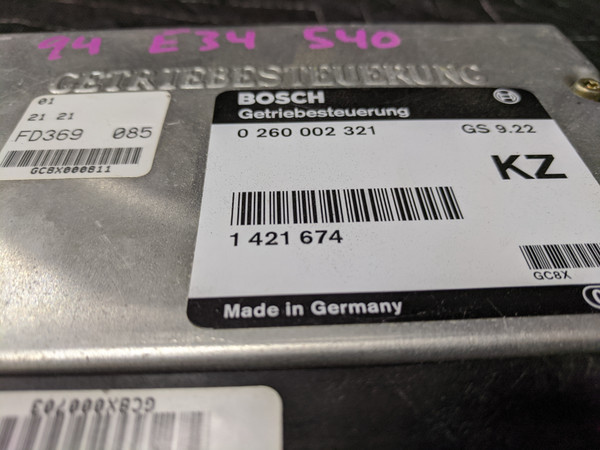 94 E34 540
GETRIEBESTEUERUNG
01
21 21
FD369 085
GC8X000811
BOSCH
Getriebesteuerung
0 260 002 321 GS 9.22
KZ
1 421 674
GC8X
Made in Germany
GC8X000703